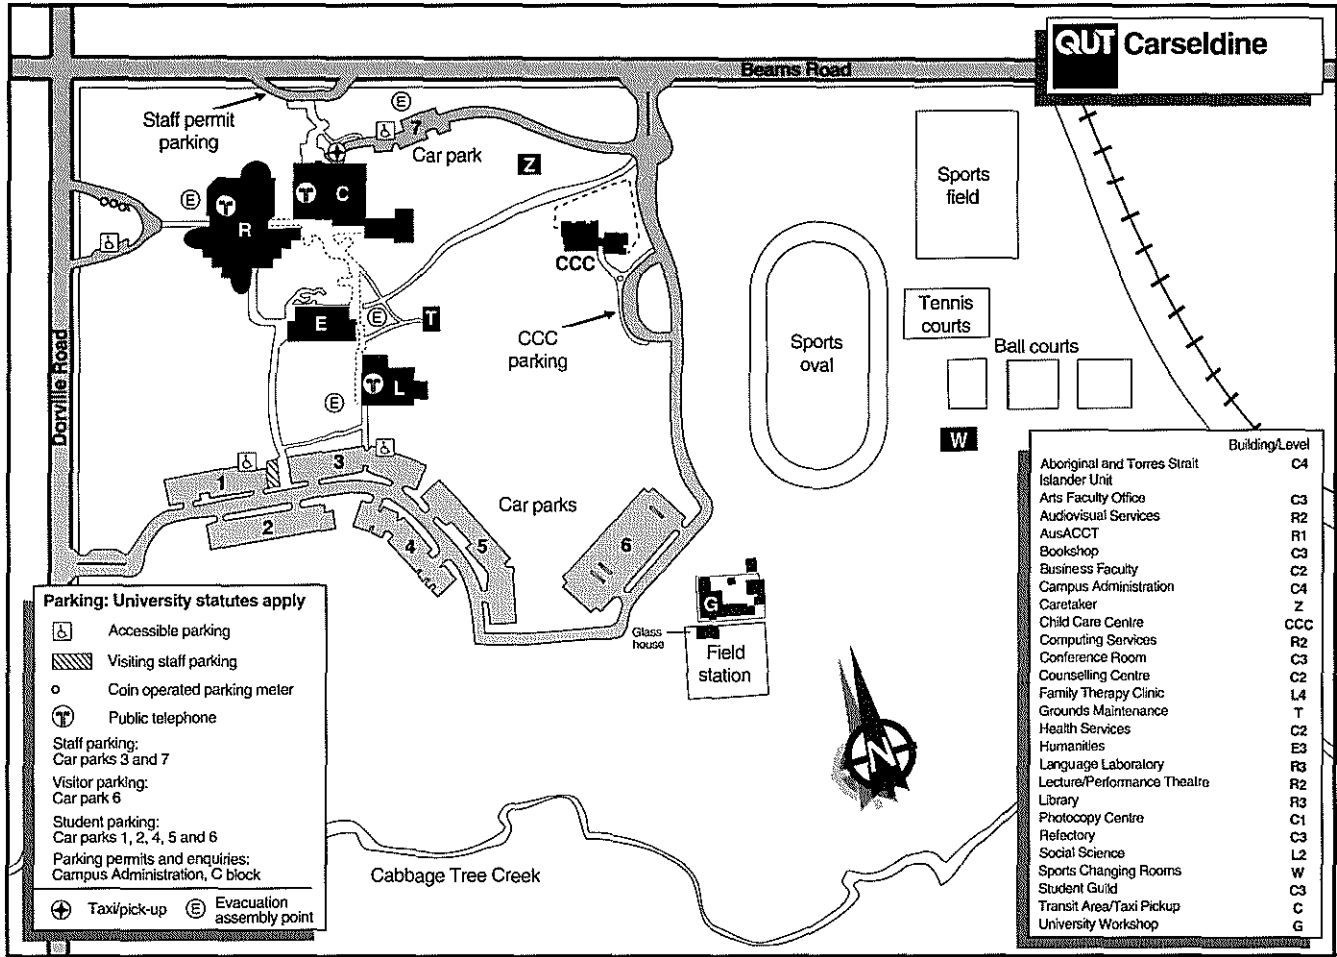 QUT Carseldine
Beams Road
Staff permit
parking
E
7
Car park
Z
C
E
R
CCC
Sports
field
Tennis
courts
Ball courts
Sports
oval
E
E
T
CCC
parking
Dorville Road
L
E
W
1
3
2
Car parks
4
5
6
G
Glass
house
Field
station
N
Cabbage Tree Creek
Parking: University statutes apply
Accessible parking
Visiting staff parking
Coin operated parking meter
T Public telephone
Staff parking:
Car parks 3 and 7
Visitor parking:
Car park 6
Student parking:
Car parks 1, 2, 4, 5 and 6
Parking permits and enquiries:
Campus Administration, C block
Taxi/pick-up E Evacuation
assembly point
Building/Level
Aboriginal and Torres Strait C4
Islander Unit
Arts Faculty Office C3
Audiovisual Services R2
AusACCT R1
Bookshop C3
Business Faculty C2
Campus Administration C4
Caretaker Z
Child Care Centre CCC
Computing Services R2
Conference Room C3
Counselling Centre C2
Family Therapy Clinic L4
Grounds Maintenance T
Health Services C2
Humanities E3
Language Laboratory R3
Lecture/Performance Theatre R2
Library R3
Photocopy Centre C1
Refectory C3
Social Science L2
Sports Changing Rooms W
Student Guild C3
Transit Area/Taxi Pickup C
University Workshop G